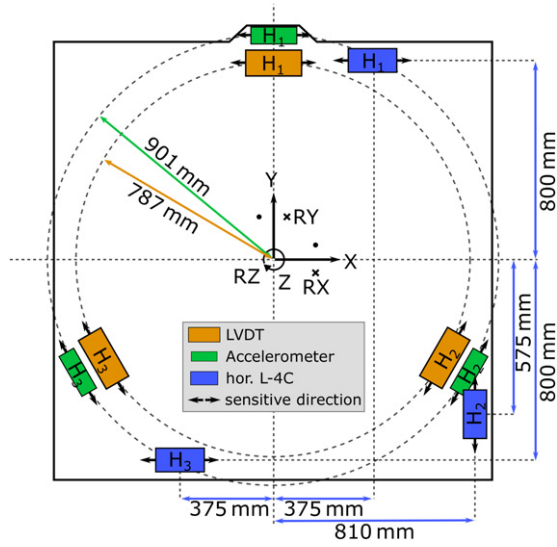 H₁
H₁
H₁
901 mm
787 mm
800 mm
Y
RY
X
RZ
Z
RX
LVDT
Accelerometer
hor. L-4C
sensitive direction
H₃
H₃
H₂
H₂
H₂
H₃
575 mm
800 mm
375 mm
375 mm
810 mm